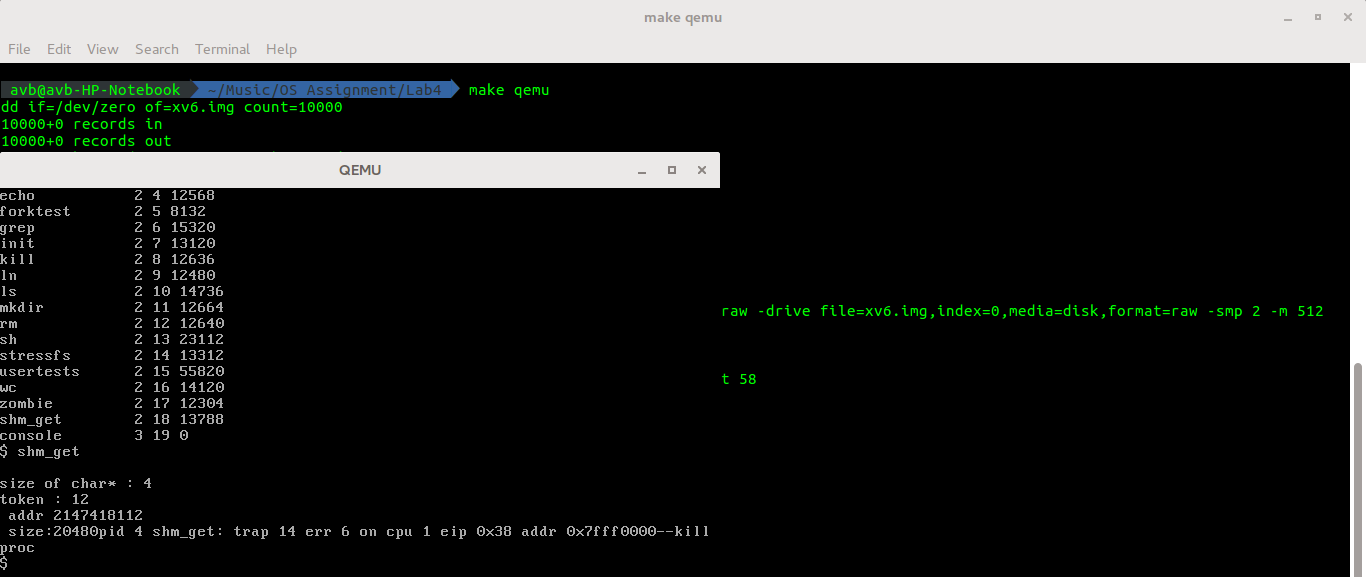 make qemu
File Edit View Search Terminal Help
avb@avb-HP-Notebook ~/Music/OS Assignment/Lab4 make qemu
dd if=/dev/zero of=xv6.img count=10000
10000+0 records in
10000+0 records out
QEMU
echo 2 4 12568
forktest 2 5 8132
grep 2 6 15320
init 2 7 13120
kill 2 8 12636
ln 2 9 12480
ls 2 10 14736
mkdir 2 11 12664
rm 2 12 12640
sh 2 13 23112
stressfs 2 14 13312
usertests 2 15 55820
wc 2 16 14120
zombie 2 17 12304
shm_get 2 18 13788
console 3 19 0
$ shm_get
size of char* : 4
token : 12
addr 2147418112
size:20480pid 4 shm_get: trap 14 err 6 on cpu 1 eip 0x38 addr 0x7fff0000--kill
proc
$
raw -drive file=xv6.img,index=0,media=disk,format=raw -smp 2 -m 512
t 58